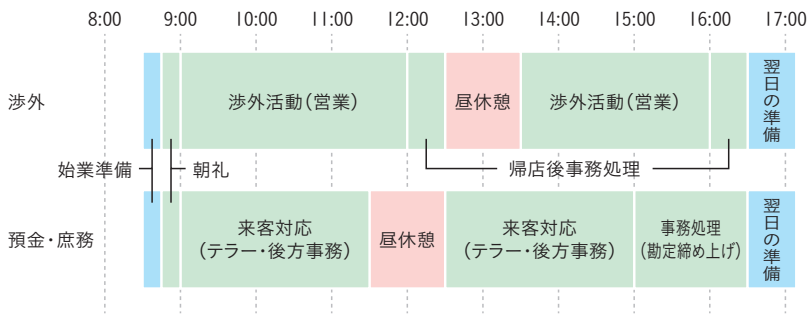 8:00 9:00 10:00 11:00 12:00 13:00 14:00 15:00 16:00 17:00
渉外
渉外活動(営業)
昼休憩
渉外活動(営業)
翌日の準備
始業準備
朝礼
帰店後事務処理
預金・庶務
来客対応
(テラー・後方事務)
昼休憩
来客対応
(テラー・後方事務)
事務処理
(勘定締め上げ)
翌日の準備